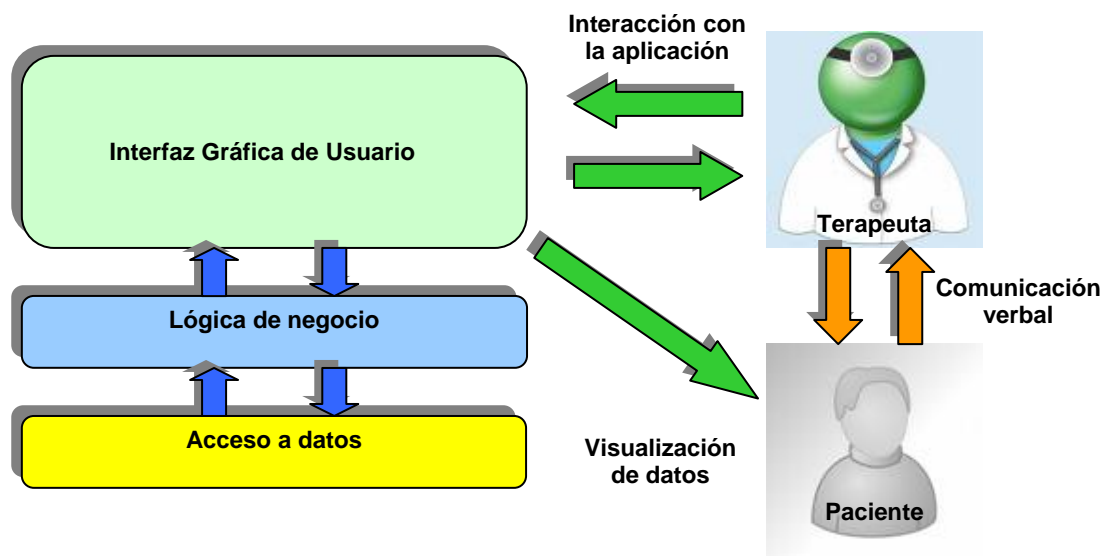 Interacción con
la aplicación
Interfaz Gráfica de Usuario
Terapeuta
Comunicación
verbal
Lógica de negocio
Acceso a datos
Visualización
de datos
Paciente